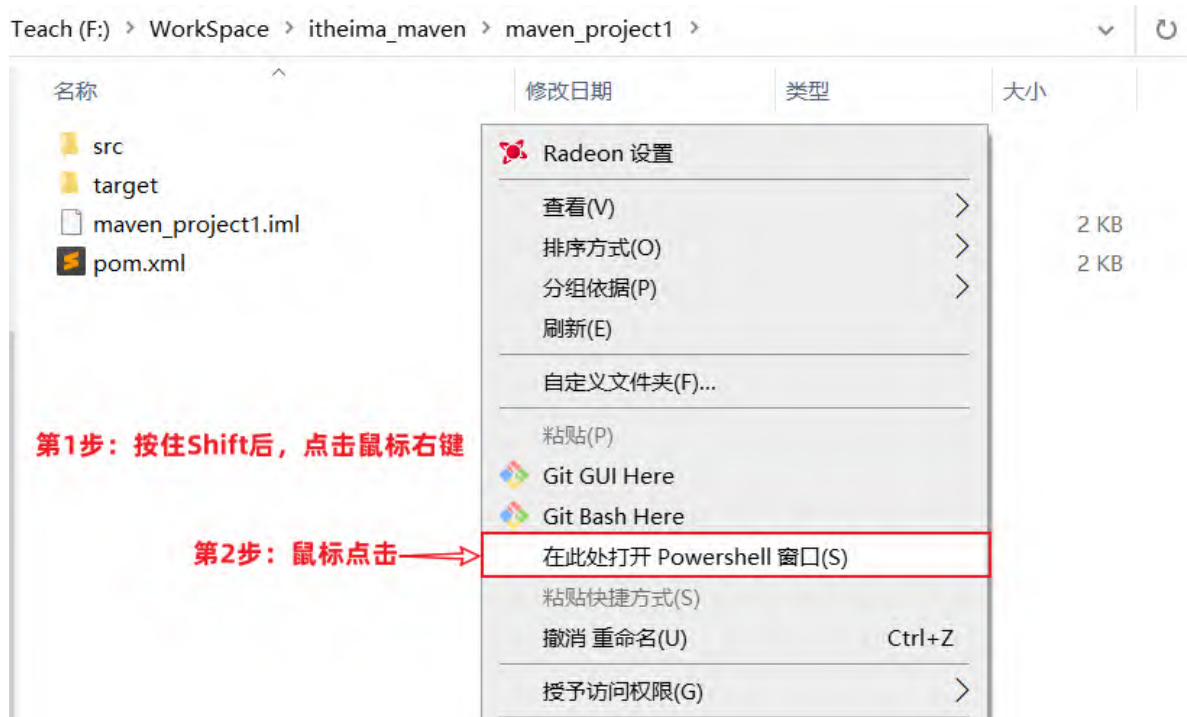 Teach (F:) > WorkSpace > itheima_maven > maven_project1 >
名称 修改日期 类型 大小
src
target
maven_project1.iml 2 KB
pom.xml 2 KB
Radeon 设置
查看(V)
排序方式(O)
分组依据(P)
刷新(E)
自定义文件夹(F)...
粘贴(P)
第1步：按住Shift后，点击鼠标右键
Git GUI Here
Git Bash Here
第2步：鼠标点击
在此处打开 Powershell 窗口(S)
粘贴快捷方式(S)
撤消 重命名(U) Ctrl+Z
授予访问权限(G)